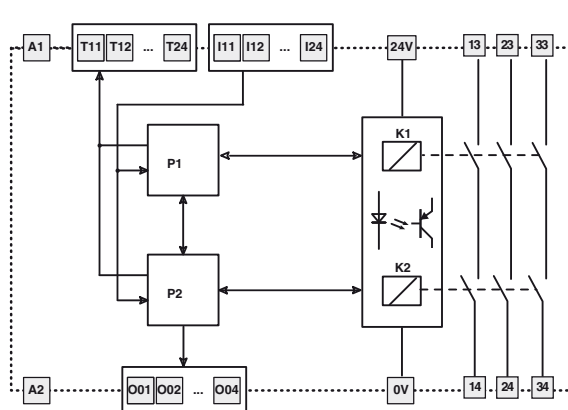 A1 T11 T12 ... T24 I11 I12 ... I24 24V 13 23 33
K1
P1
K2
P2
A2 O01 O02 ... O04 0V 14 24 34